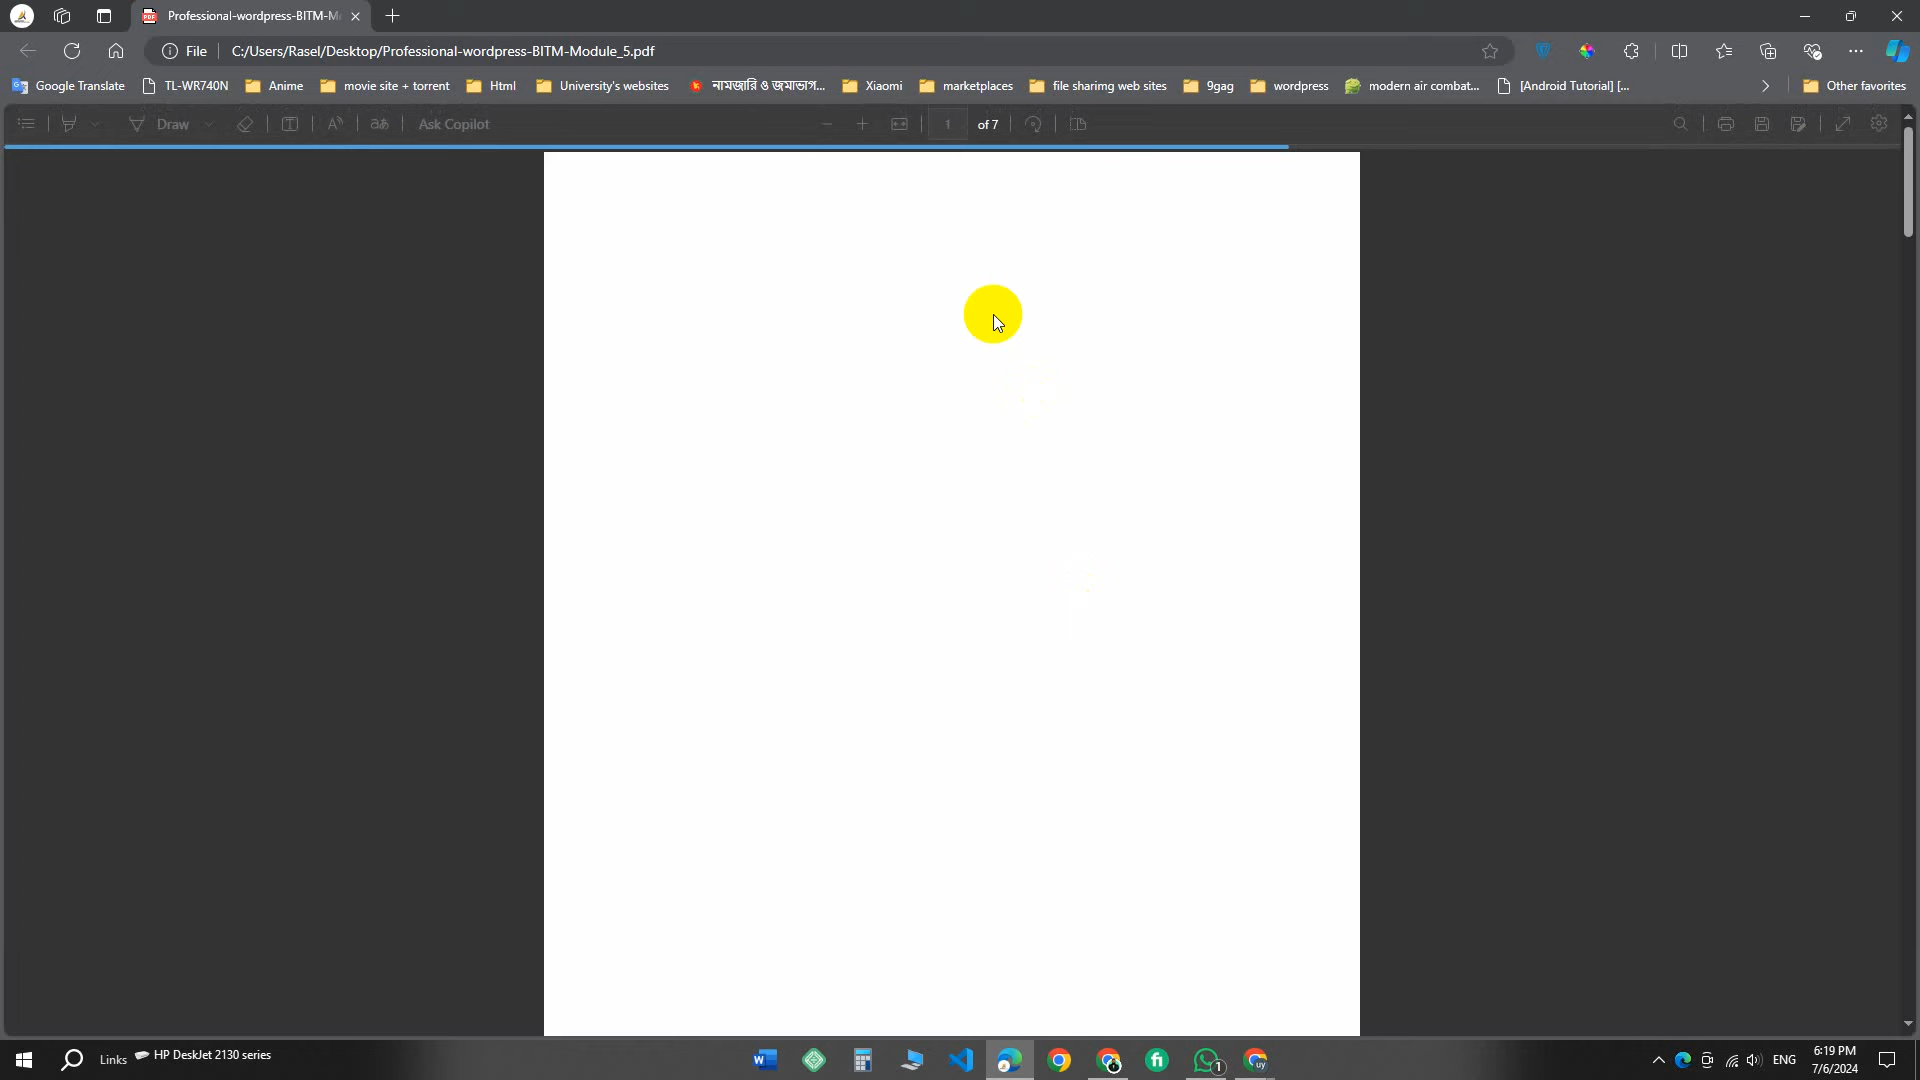 Professional-wordpress-BITM-M
File
C:/Users/Rasel/Desktop/Professional-wordpress-BITM-Module_5.pdf
Google Translate
TL-WR740N
Anime
movie site + torrent
Html
University's websites
নামজারি ও জমাভাগ...
Xiaomi
marketplaces
file sharimg web sites
9gag
wordpress
modern air combat...
[Android Tutorial] [...
Other favorites
Draw
Ask Copilot
1
of 7
Links
HP DeskJet 2130 series
1
ENG
6:19 PM
7/6/2024